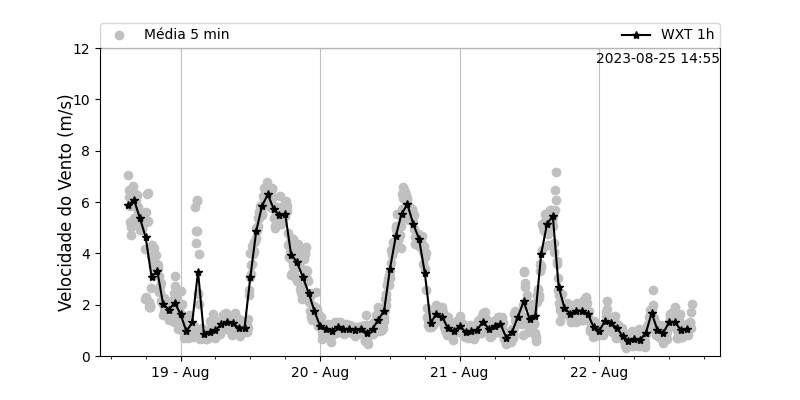 Média 5 min
WXT 1h
2023-08-25 14:55
Velocidade do Vento (m/s)
12
10
8
6
4
2
0
19 - Aug
20 - Aug
21 - Aug
22 - Aug